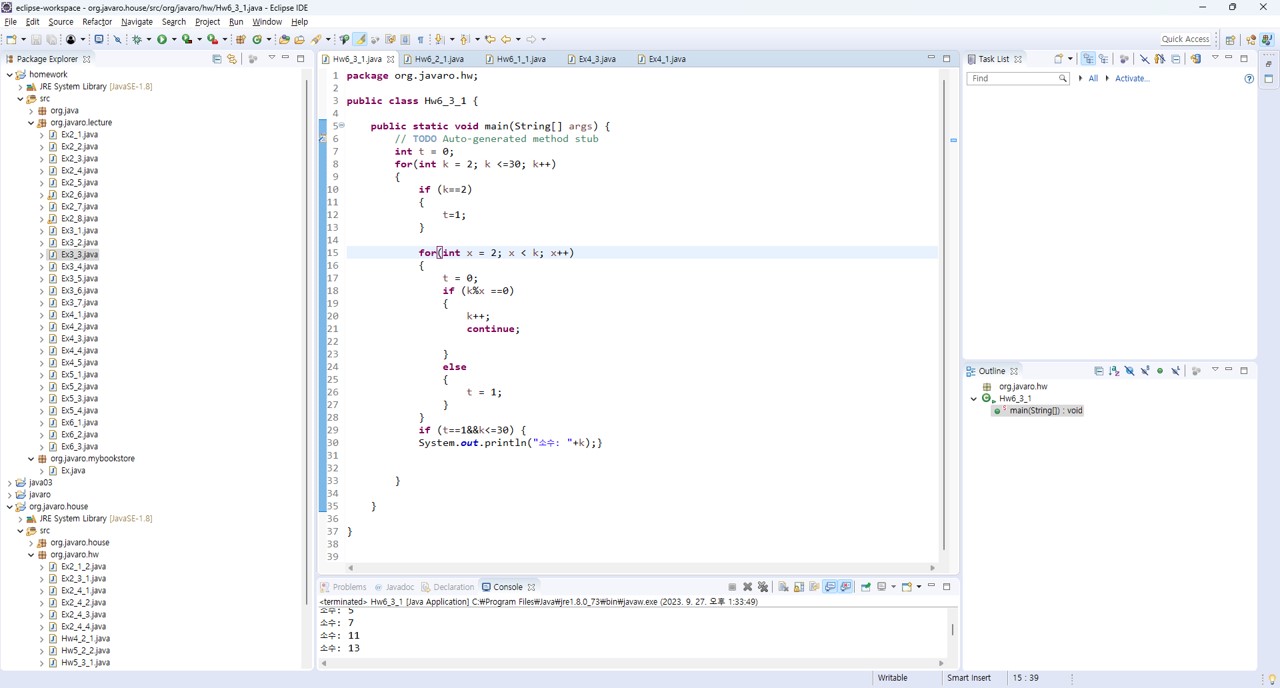 eclipse-workspace - org.javaro.house/src/org/javaro/hw/Hw6_3_1.java - Eclipse IDE
File Edit Source Refactor Navigate Search Project Run Window Help
Quick Access
Package Explorer
homework
JRE System Library [JavaSE-1.8]
src
org.java
org.javaro.lecture
Ex2_1.java
Ex2_2.java
Ex2_3.java
Ex2_4.java
Ex2_5.java
Ex2_6.java
Ex2_7.java
Ex2_8.java
Ex3_1.java
Ex3_2.java
Ex3_3.java
Ex3_4.java
Ex3_5.java
Ex3_6.java
Ex3_7.java
Ex4_1.java
Ex4_2.java
Ex4_3.java
Ex4_4.java
Ex5_1.java
Ex5_2.java
Ex5_3.java
Ex5_4.java
Ex6_1.java
Ex6_2.java
Ex6_3.java
org.javaro.mybookstore
Ex.java
java03
javaro
org.javaro.house
JRE System Library [JavaSE-1.8]
src
org.javaro.house
org.javaro.hw
Ex2_1_2.java
Ex2_3_1.java
Ex2_4_1.java
Ex2_4_2.java
Ex2_4_3.java
Ex2_4_4.java
Hw4_2_1.java
Hw5_2_2.java
Hw5_3_1.java
Hw6_3_1.java Hw6_2_1.java Hw6_1_1.java Ex4_3.java Ex4_1.java
1 package org.javaro.hw;
2
3 public class Hw6_3_1 {
4
5 public static void main(String[] args) {
6 // TODO Auto-generated method stub
7 int t = 0;
8 for(int k = 2; k <=30; k++)
9 {
10 if (k==2)
11 {
12 t=1;
13 }
14
15 for(int x = 2; x < k; x++)
16 {
17 t = 0;
18 if (k%x ==0)
19 {
20 k++;
21 continue;
22
23 }
24 else
25 {
26 t = 1;
27 }
28 }
29 if (t==1&&k<=30) {
30 System.out.println("소수: "+k);}
31
32
33 }
34
35 }
36
37 }
38
39
Problems Javadoc Declaration Console
<terminated> Hw6_3_1 [Java Application] C:₩Program Files₩Java₩jre1.8.0_73₩bin₩javaw.exe (2023. 9. 27. 오후 1:33:49)
소수: 5
소수: 7
소수: 11
소수: 13
Task List
Find All Activate...
Outline
org.javaro.hw
Hw6_3_1
main(String[]) : void
Writable Smart Insert 15 : 39